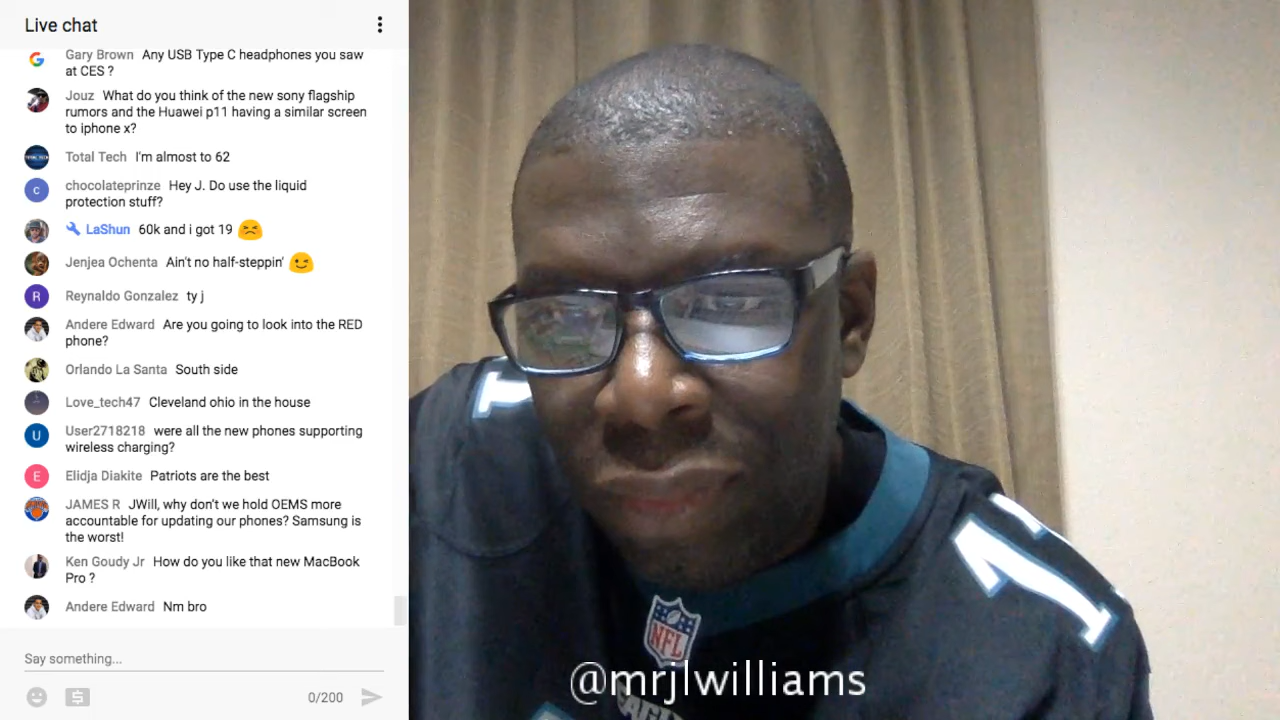 Live chat
Gary Brown Any USB Type C headphones you saw
at CES ?
Jouz What do you think of the new sony flagship
rumors and the Huawei p11 having a similar screen
to iphone x?
Total Tech I'm almost to 62
chocolateprinze Hey J. Do use the liquid
protection stuff?
LaShun 60k and i got 19
Jenjea Ochenta Ain't no half-steppin'
R Reynaldo Gonzalez ty j
Andere Edward Are you going to look into the RED
phone?
Orlando La Santa South side
Love_tech47 Cleveland ohio in the house
U User2718218 were all the new phones supporting
wireless charging?
E Elidja Diakite Patriots are the best
JAMES R JWill, why don't we hold OEMS more
accountable for updating our phones? Samsung is
the worst!
Ken Goudy Jr How do you like that new MacBook
Pro ?
Andere Edward Nm bro
Say something...
0/200
NFL
@mrjlwilliams
EAGLES